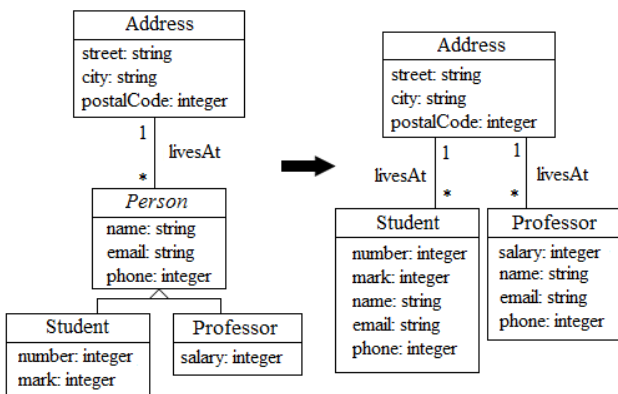 Address
street: string
city: string
postalCode: integer
1
livesAt
*
Person
name: string
email: string
phone: integer
Student
number: integer
mark: integer
Professor
salary: integer
Address
street: string
city: string
postalCode: integer
1
livesAt
*
1
livesAt
*
Student
number: integer
mark: integer
name: string
email: string
phone: integer
Professor
salary: integer
name: string
email: string
phone: integer